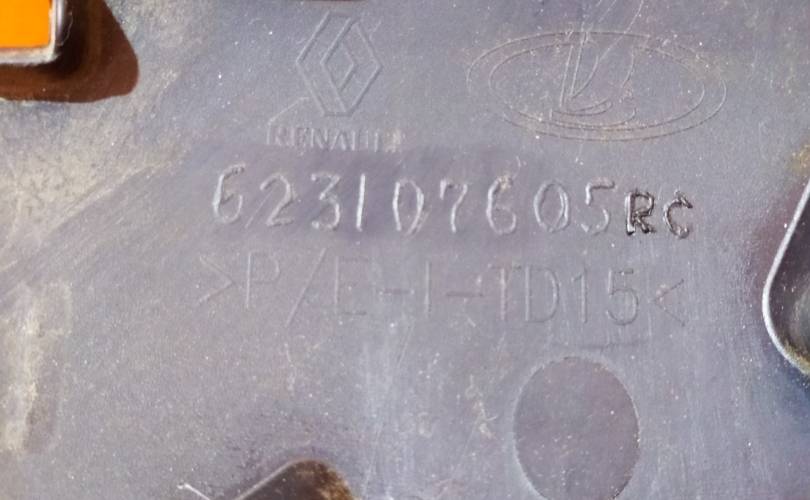 RENAULT
623107605RC
>P/E-I-TD15<